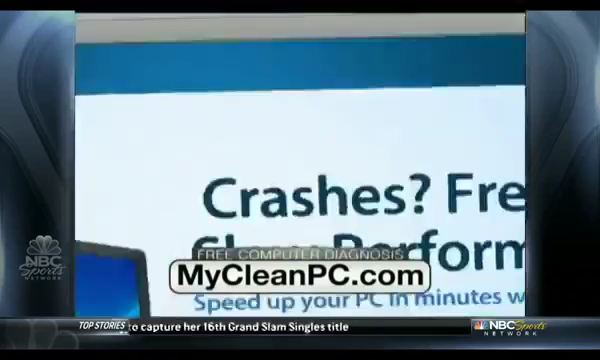 Crashes? Fre
Perform
FREE COMPUTER DIAGNOSIS
MyCleanPC.com
Speed up your PC in minutes w
NBC Sports
NETWORK
TOP STORIES
to capture her 16th Grand Slam Singles title
NBC Sports
NETWORK